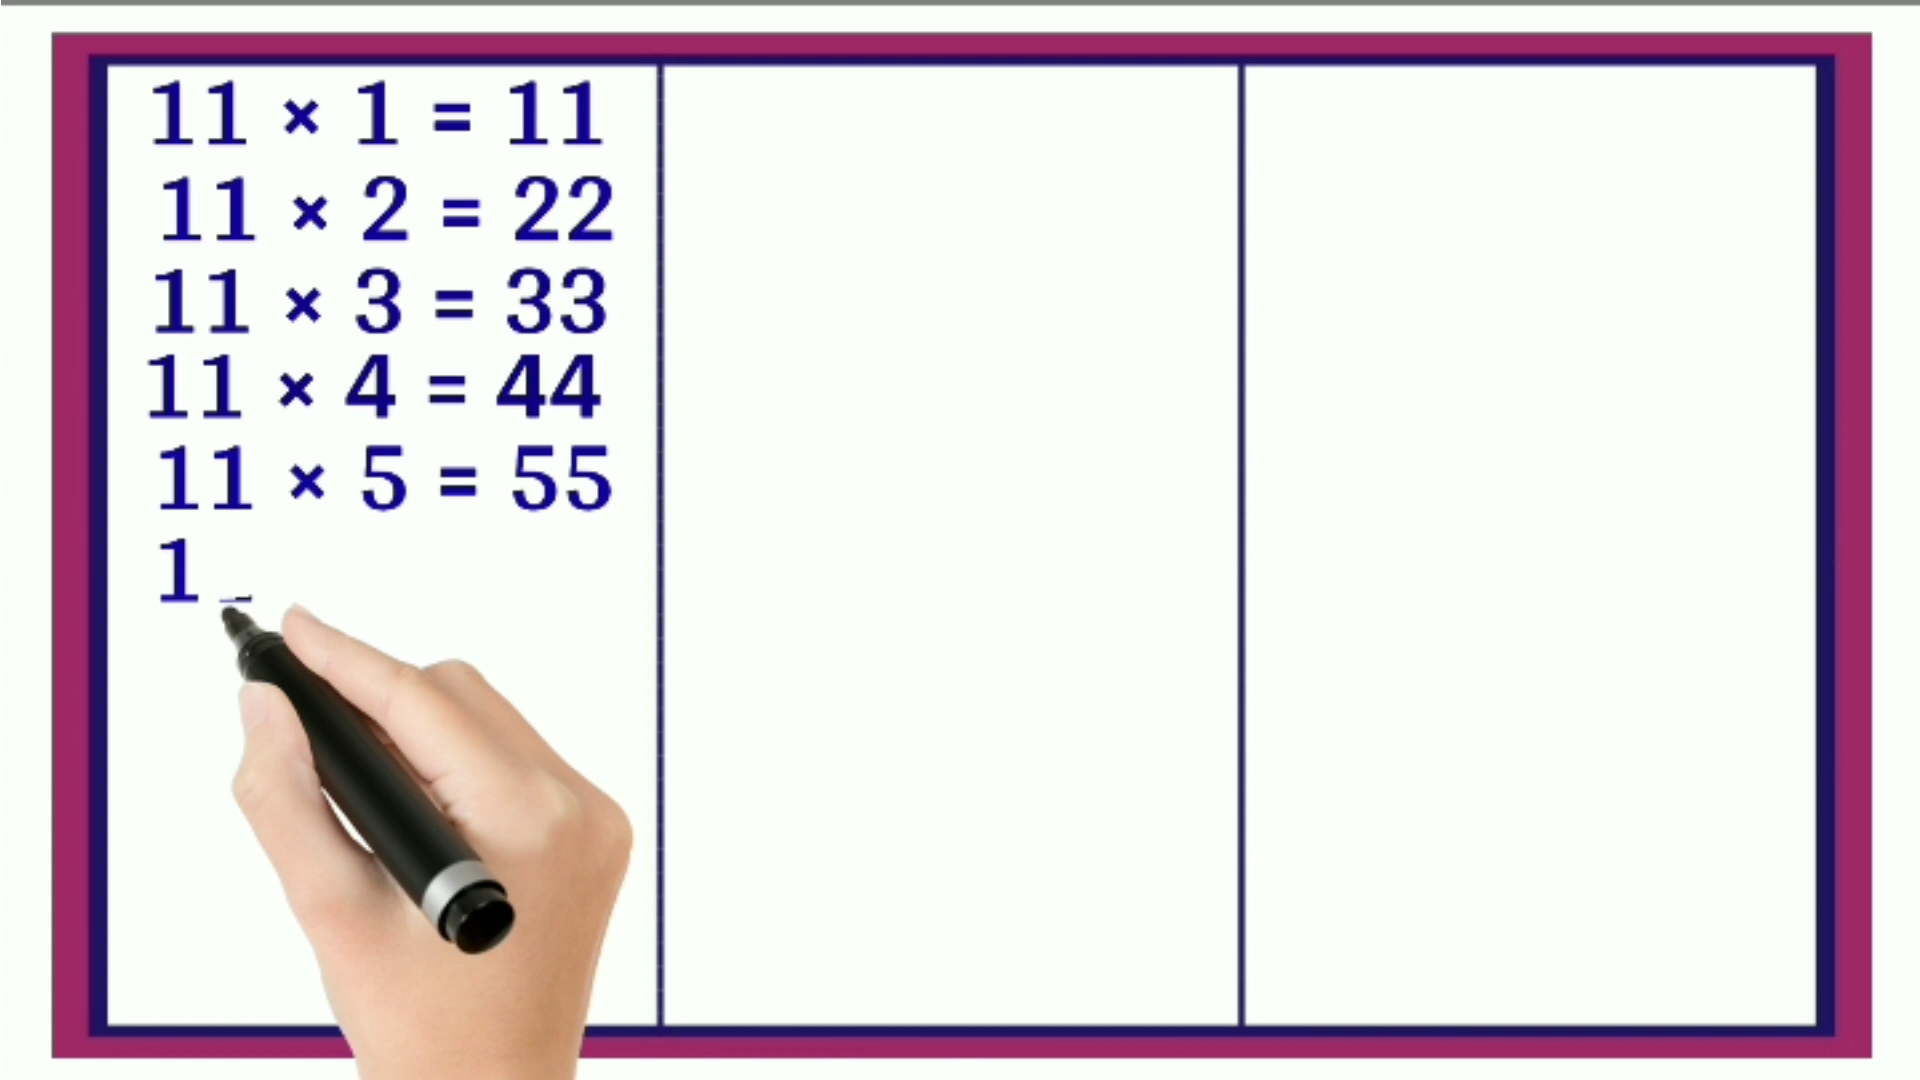 11 × 1 = 11
11 × 2 = 22
11 × 3 = 33
11 × 4 = 44
11 × 5 = 55
1